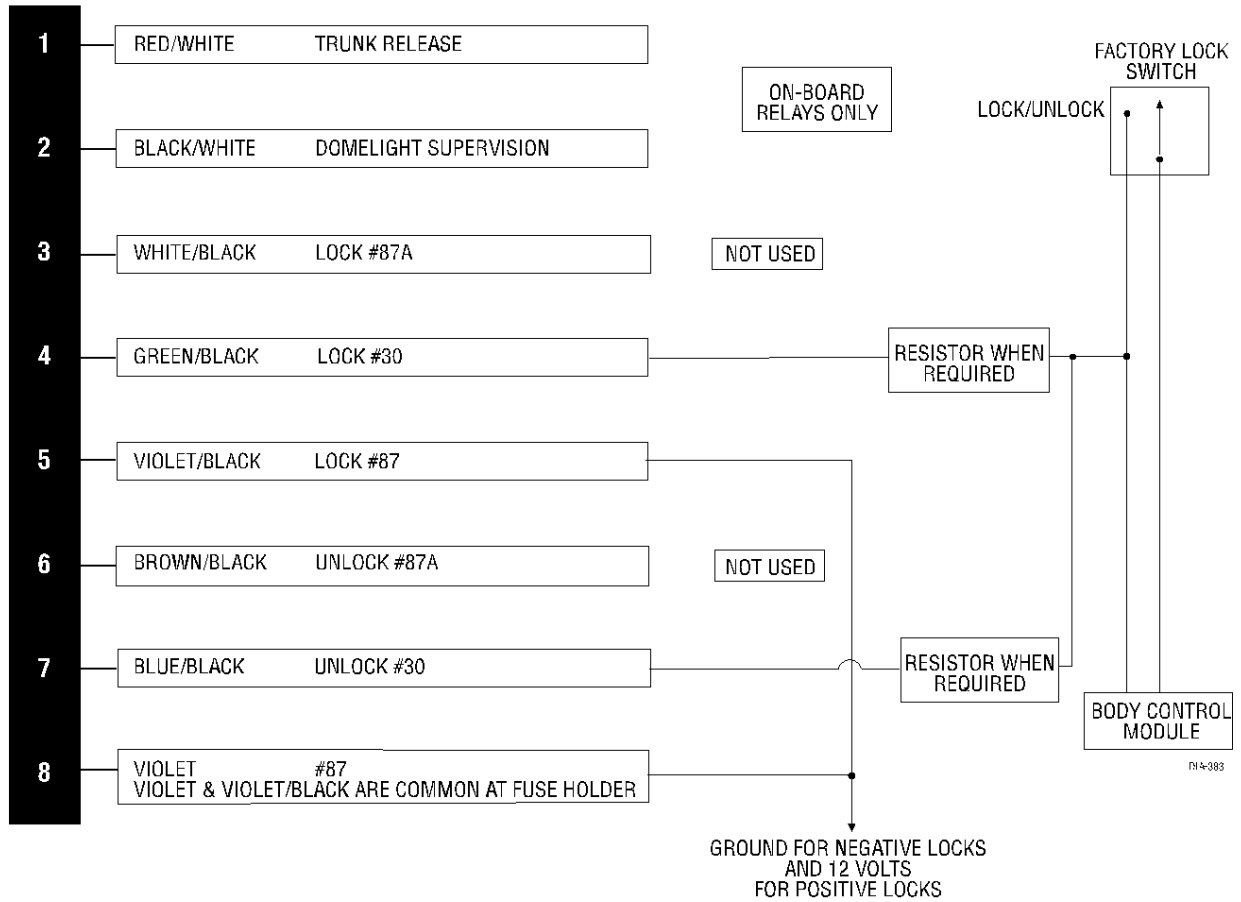 1 RED/WHITE TRUNK RELEASE
FACTORY LOCK
SWITCH
ON-BOARD
RELAYS ONLY
LOCK/UNLOCK
2 BLACK/WHITE DOMELIGHT SUPERVISION
3 WHITE/BLACK LOCK #87A NOT USED
4 GREEN/BLACK LOCK #30 RESISTOR WHEN
REQUIRED
5 VIOLET/BLACK LOCK #87
6 BROWN/BLACK UNLOCK #87A NOT USED
7 BLUE/BLACK UNLOCK #30 RESISTOR WHEN
REQUIRED
BODY CONTROL
MODULE
8 VIOLET #87
VIOLET & VIOLET/BLACK ARE COMMON AT FUSE HOLDER
GROUND FOR NEGATIVE LOCKS
AND 12 VOLTS
FOR POSITIVE LOCKS